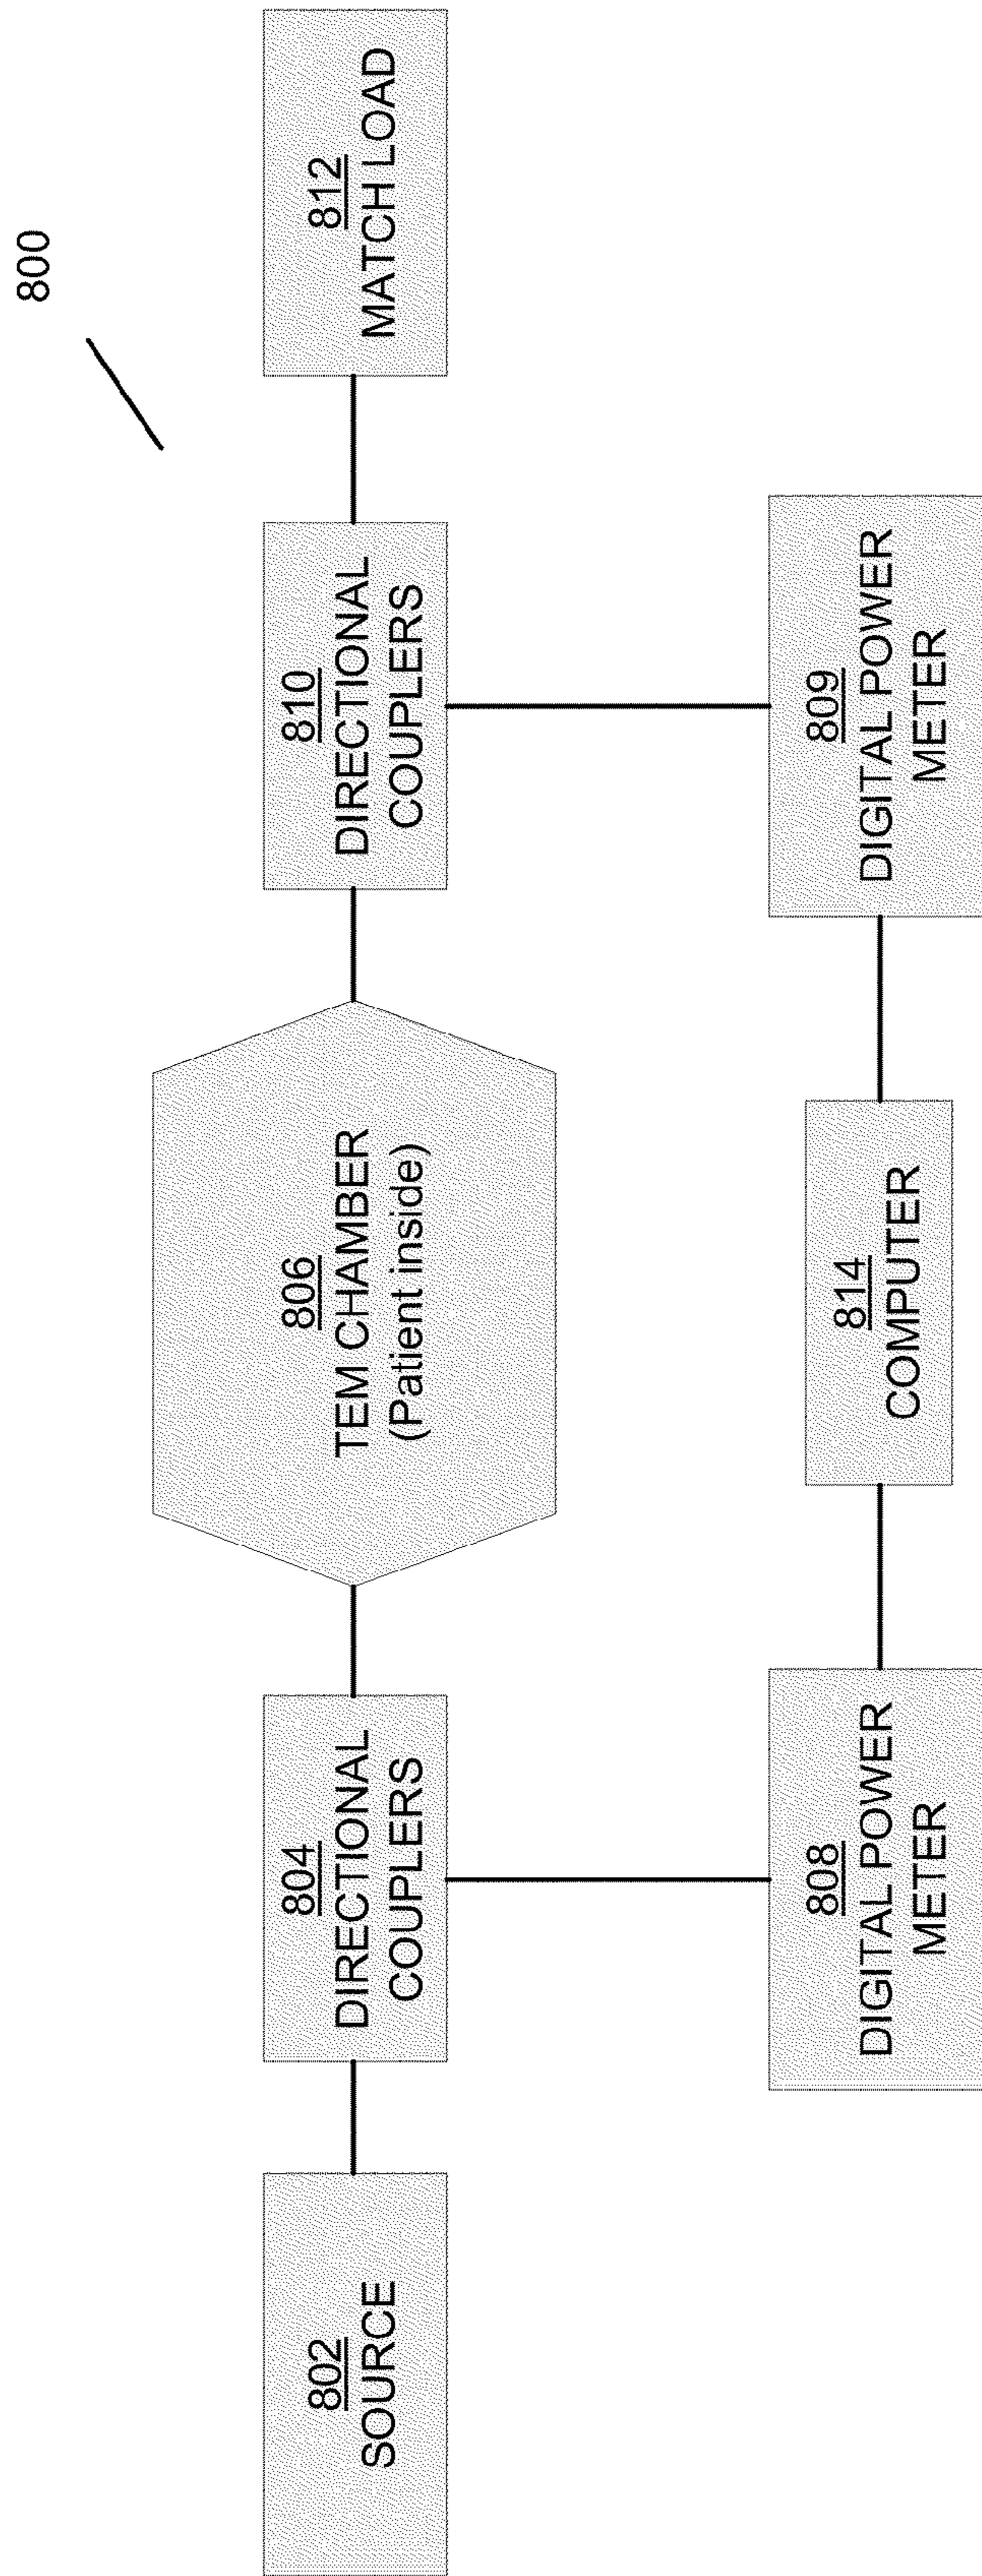 800
802
SOURCE
804
DIRECTIONAL
COUPLERS
806
TEM CHAMBER
(Patient inside)
810
DIRECTIONAL
COUPLERS
812
MATCH LOAD
808
DIGITAL POWER
METER
814
COMPUTER
809
DIGITAL POWER
METER